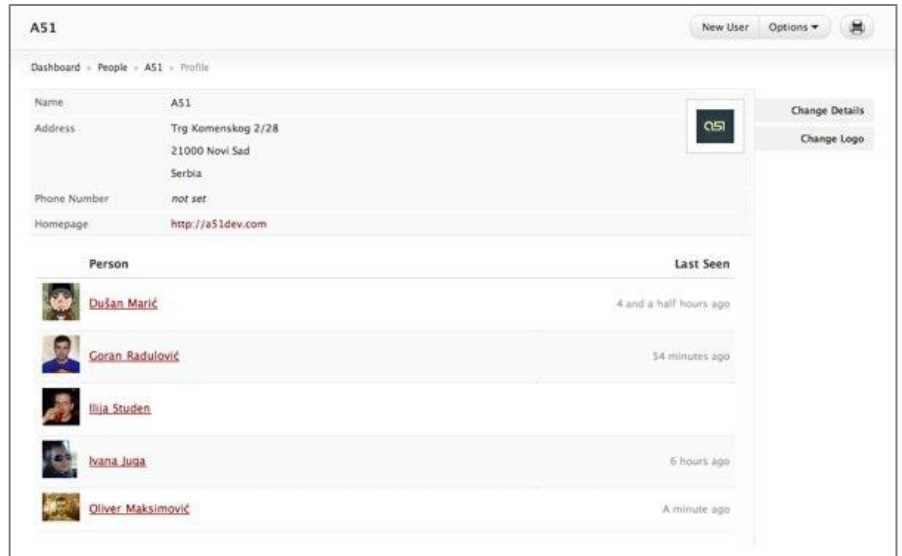 A51
New User
Options
Dashboard » People » A51 » Profile
Name A51
Address Trg Komenskog 2/28
21000 Novi Sad
Serbia
Phone Number not set
Homepage http://a51dev.com
a51
Change Details
Change Logo
Person Last Seen
Dušan Marić 4 and a half hours ago
Goran Radulović 54 minutes ago
Ilija Studen
Ivana Juga 6 hours ago
Oliver Maksimović A minute ago